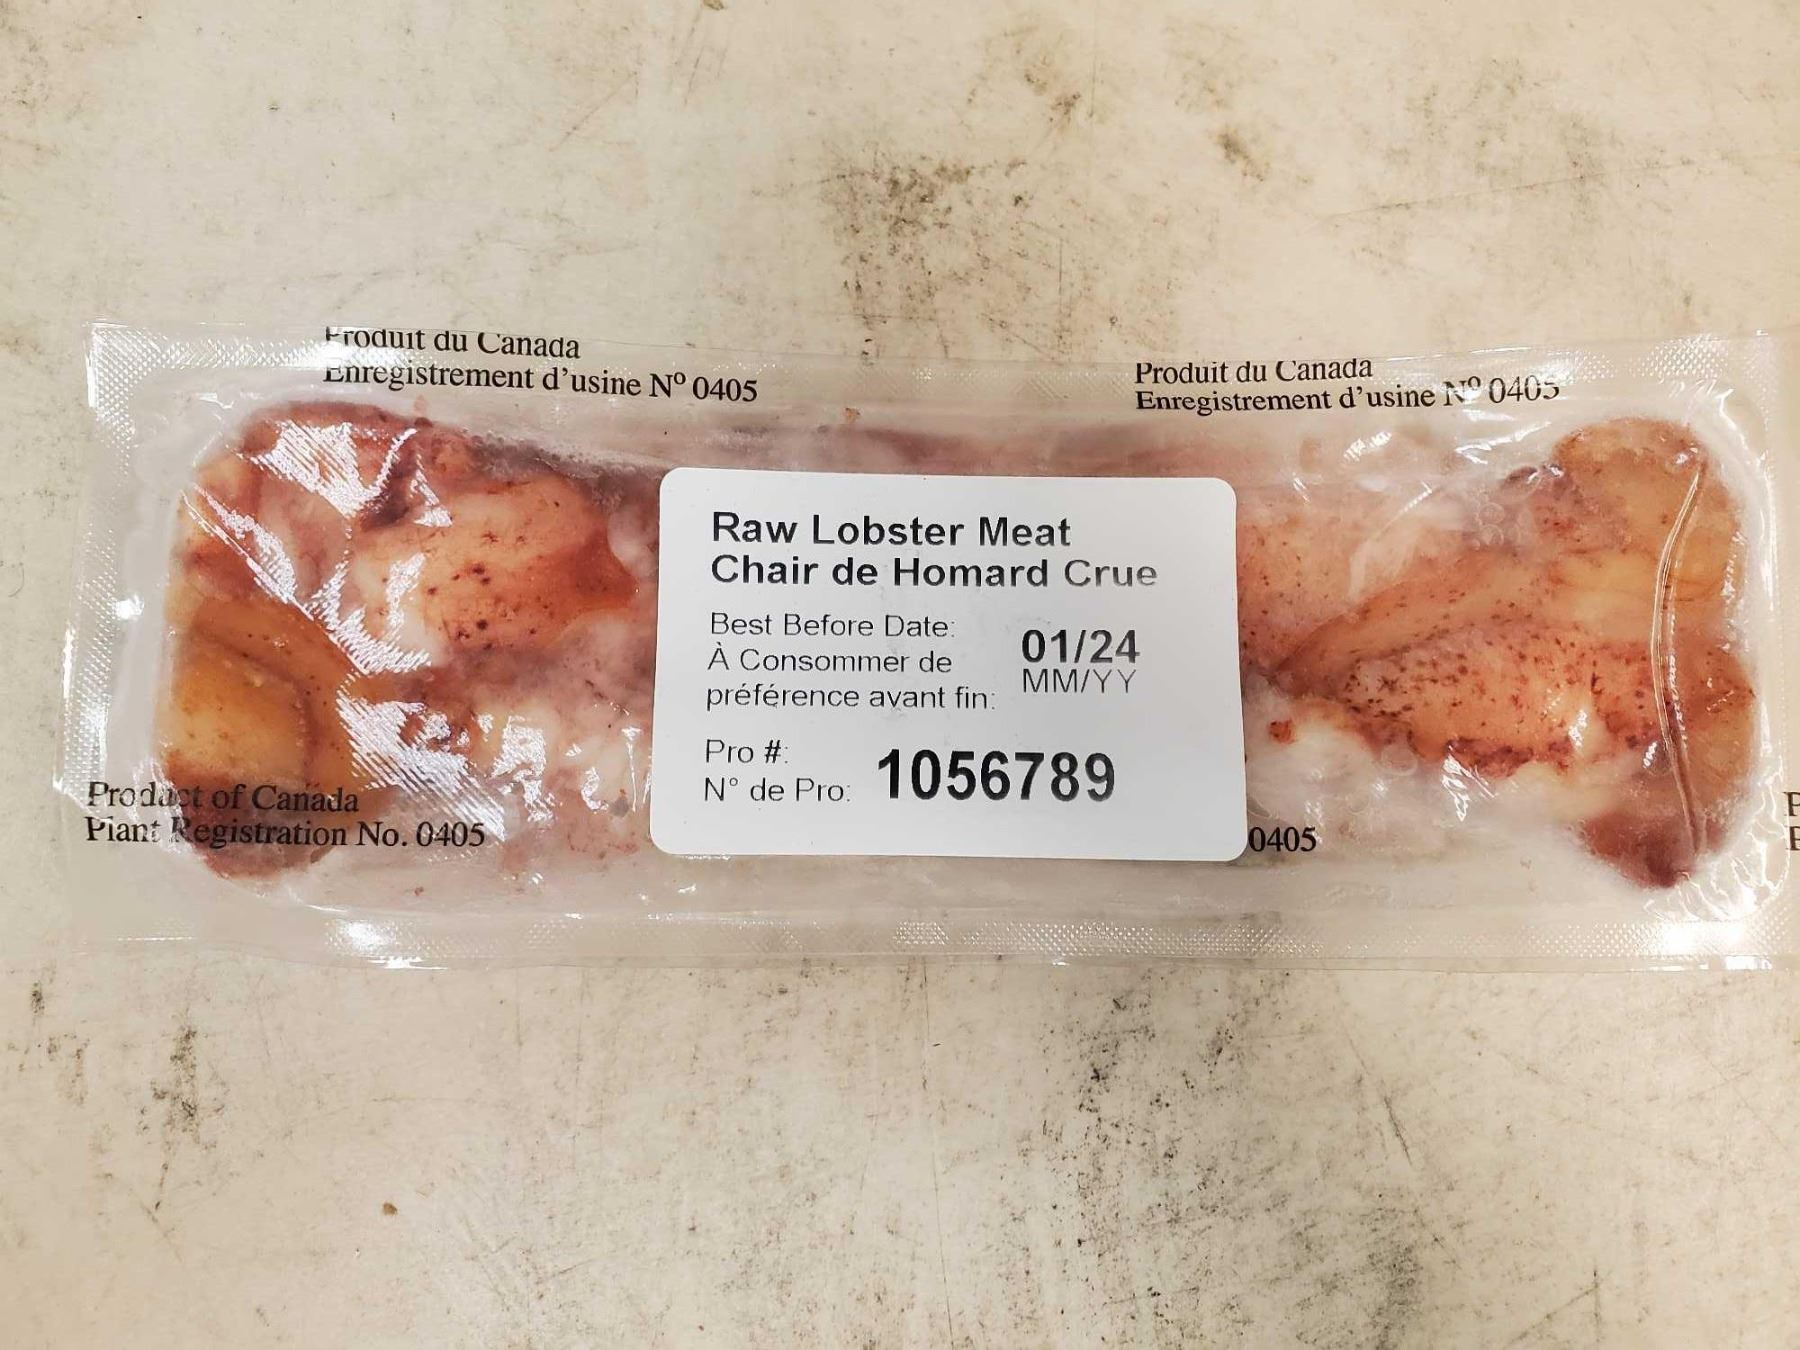 Produit du Canada
Enregistrement d'usine Nº 0405
Produit du Canada
Enregistrement d'usine Nº 0405
Raw Lobster Meat
Chair de Homard Crue
Best Before Date:
À Consommer de
préférence avant fin:
01/24
MM/YY
Pro #:
N° de Pro:
1056789
Product of Canada
Plant Registration No. 0405
0405